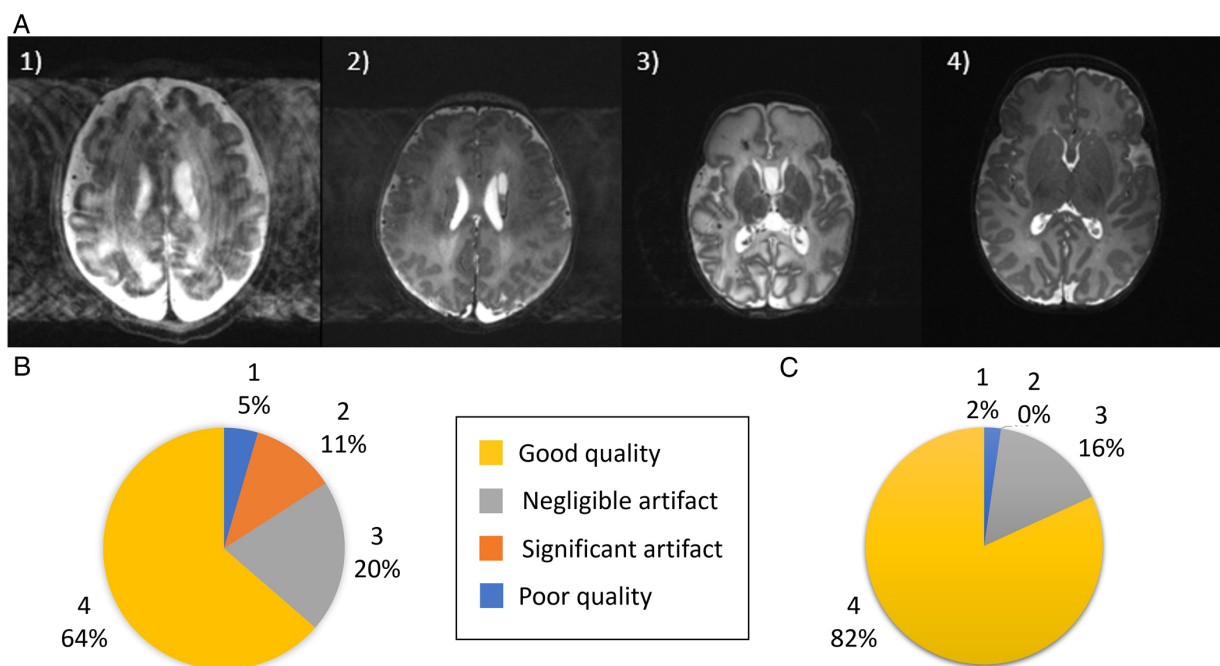 A
1)
2)
3)
4)
B
1
5%
2
11%
3
20%
4
64%
Good quality
Negligible artifact
Significant artifact
Poor quality
C
1
2%
2
0%
3
16%
4
82%